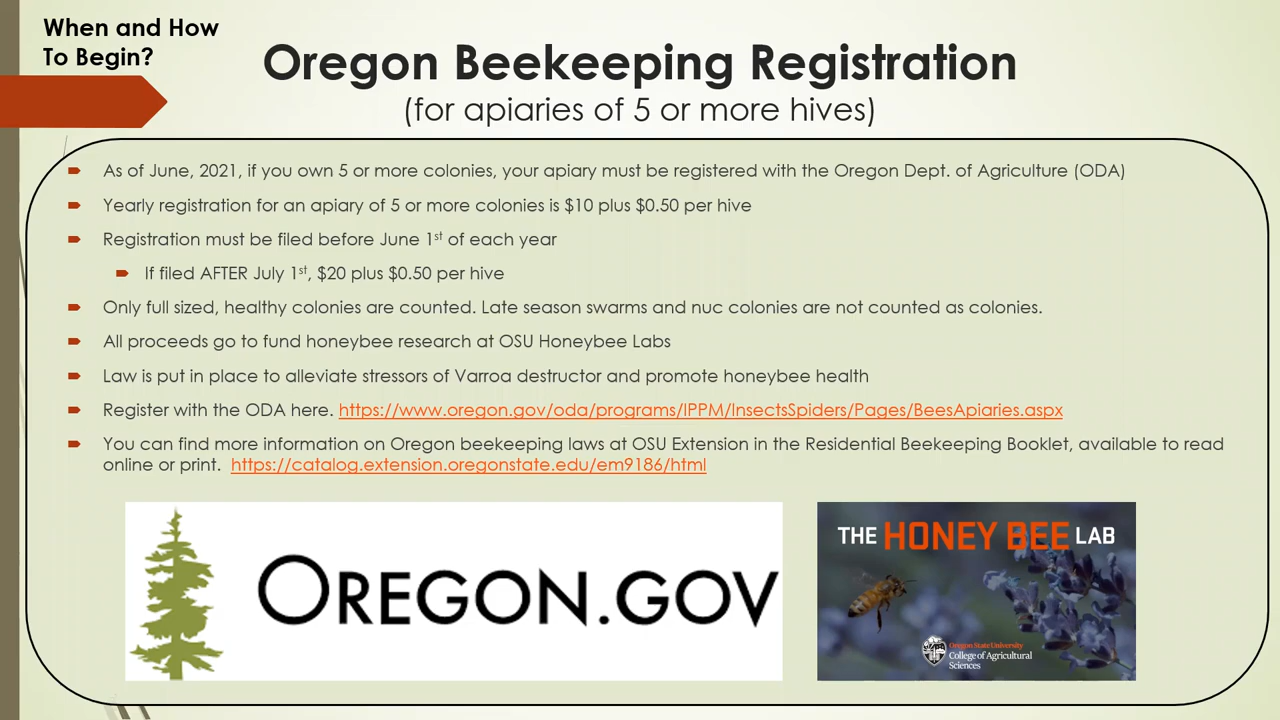 When and How
To Begin?
Oregon Beekeeping Registration
(for apiaries of 5 or more hives)
As of June, 2021, if you own 5 or more colonies, your apiary must be registered with the Oregon Dept. of Agriculture (ODA)
Yearly registration for an apiary of 5 or more colonies is $10 plus $0.50 per hive
Registration must be filed before June 1st of each year
If filed AFTER July 1st, $20 plus $0.50 per hive
Only full sized, healthy colonies are counted. Late season swarms and nuc colonies are not counted as colonies.
All proceeds go to fund honeybee research at OSU Honeybee Labs
Law is put in place to alleviate stressors of Varroa destructor and promote honeybee health
Register with the ODA here. https://www.oregon.gov/oda/programs/IPPM/InsectsSpiders/Pages/BeesApiaries.aspx
You can find more information on Oregon beekeeping laws at OSU Extension in the Residential Beekeeping Booklet, available to read
online or print. https://catalog.extension.oregonstate.edu/em9186/html
OREGON.GOV
THE HONEY BEE LAB
Oregon State University
College of Agricultural
Sciences